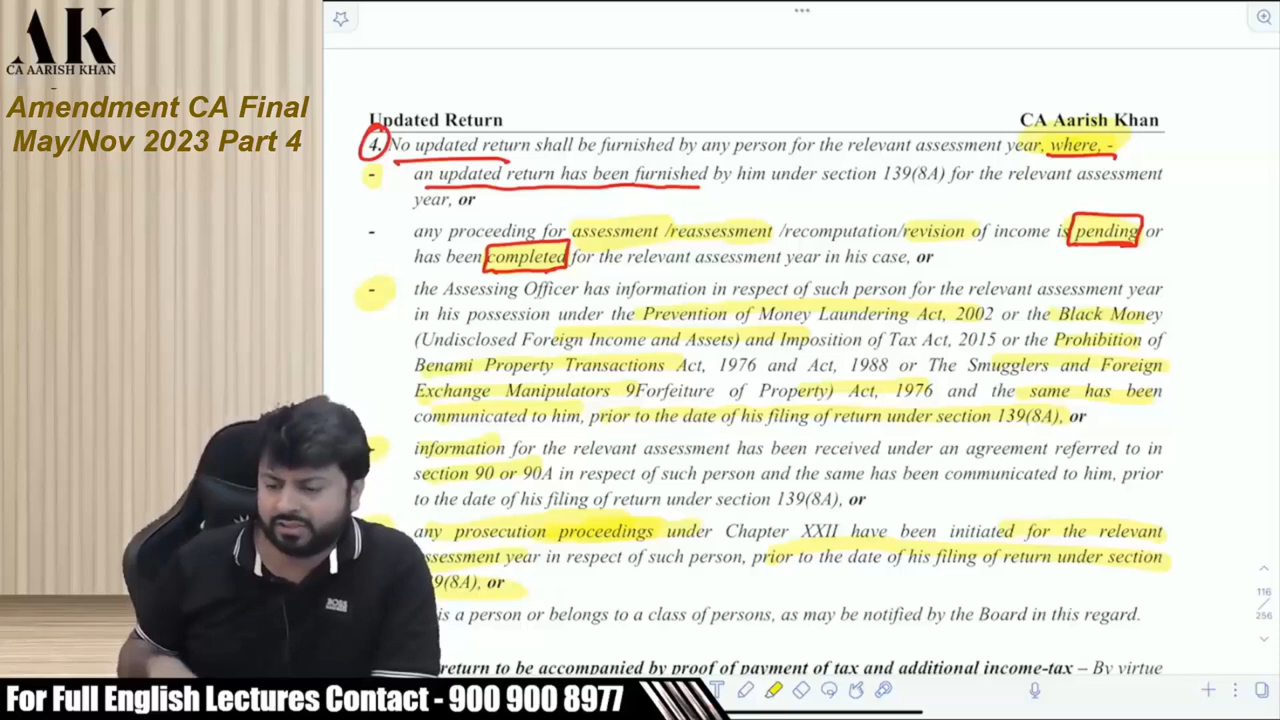 AK
CA AARISH KHAN
Amendment CA Final
May/Nov 2023 Part 4
Updated Return CA Aarish Khan
4. No updated return shall be furnished by any person for the relevant assessment year, where, -
- an updated return has been furnished by him under section 139(8A) for the relevant assessment
year, or
- any proceeding for assessment /reassessment /recomputation/revision of income is pending or
has been completed for the relevant assessment year in his case, or
- the Assessing Officer has information in respect of such person for the relevant assessment year
in his possession under the Prevention of Money Laundering Act, 2002 or the Black Money
(Undisclosed Foreign Income and Assets) and Imposition of Tax Act, 2015 or the Prohibition of
Benami Property Transactions Act, 1976 and Act, 1988 or The Smugglers and Foreign
Exchange Manipulators 9Forfeiture of Property) Act, 1976 and the same has been
communicated to him, prior to the date of his filing of return under section 139(8A), or
information for the relevant assessment has been received under an agreement referred to in
section 90 or 90A in respect of such person and the same has been communicated to him, prior
to the date of his filing of return under section 139(8A), or
any prosecution proceedings under Chapter XXII have been initiated for the relevant
assessment year in respect of such person, prior to the date of his filing of return under section
9(8A), or
is a person or belongs to a class of persons, as may be notified by the Board in this regard.
return to be accompanied by proof of payment of tax and additional income-tax – By virtue
116
256
BOSS
For Full English Lectures Contact - 900 900 8977